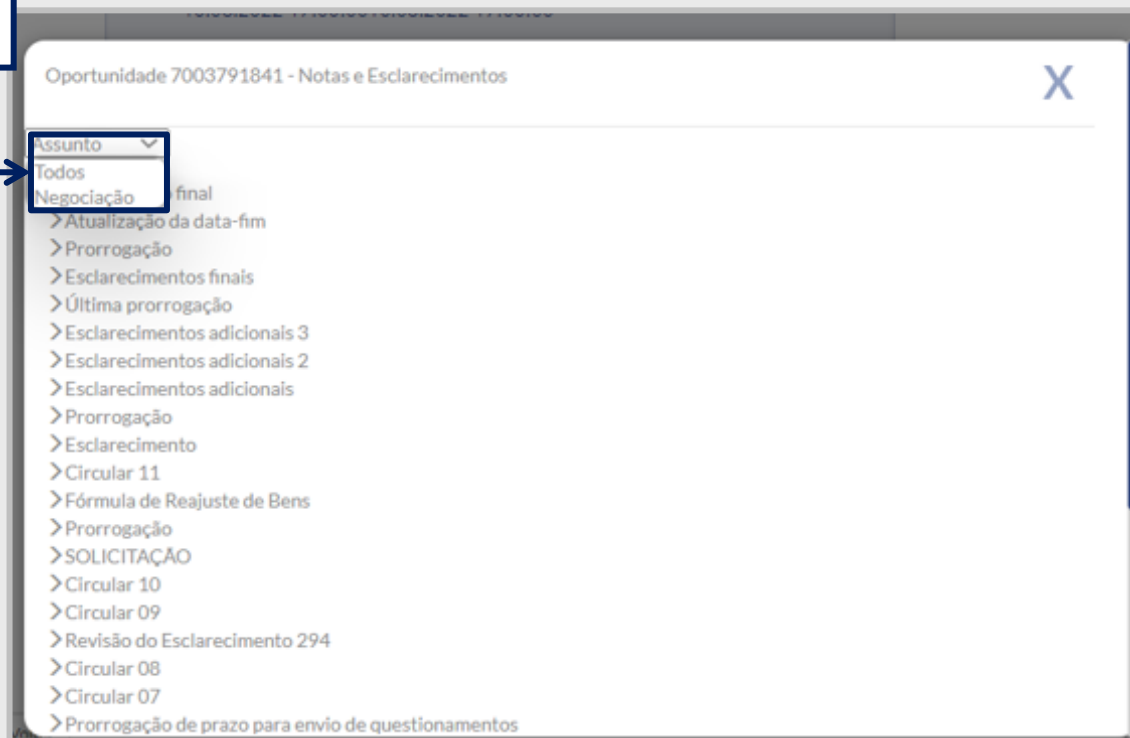 Oportunidade 7003791841 - Notas e Esclarecimentos
X
Assunto
Todos
Negociação
final
Atualização da data-fim
Prorrogação
Esclarecimentos finais
Última prorrogação
Esclarecimentos adicionais 3
Esclarecimentos adicionais 2
Esclarecimentos adicionais
Prorrogação
Esclarecimento
Circular 11
Fórmula de Reajuste de Bens
Prorrogação
SOLICITAÇÃO
Circular 10
Circular 09
Revisão do Esclarecimento 294
Circular 08
Circular 07
Prorrogação de prazo para envio de questionamentos